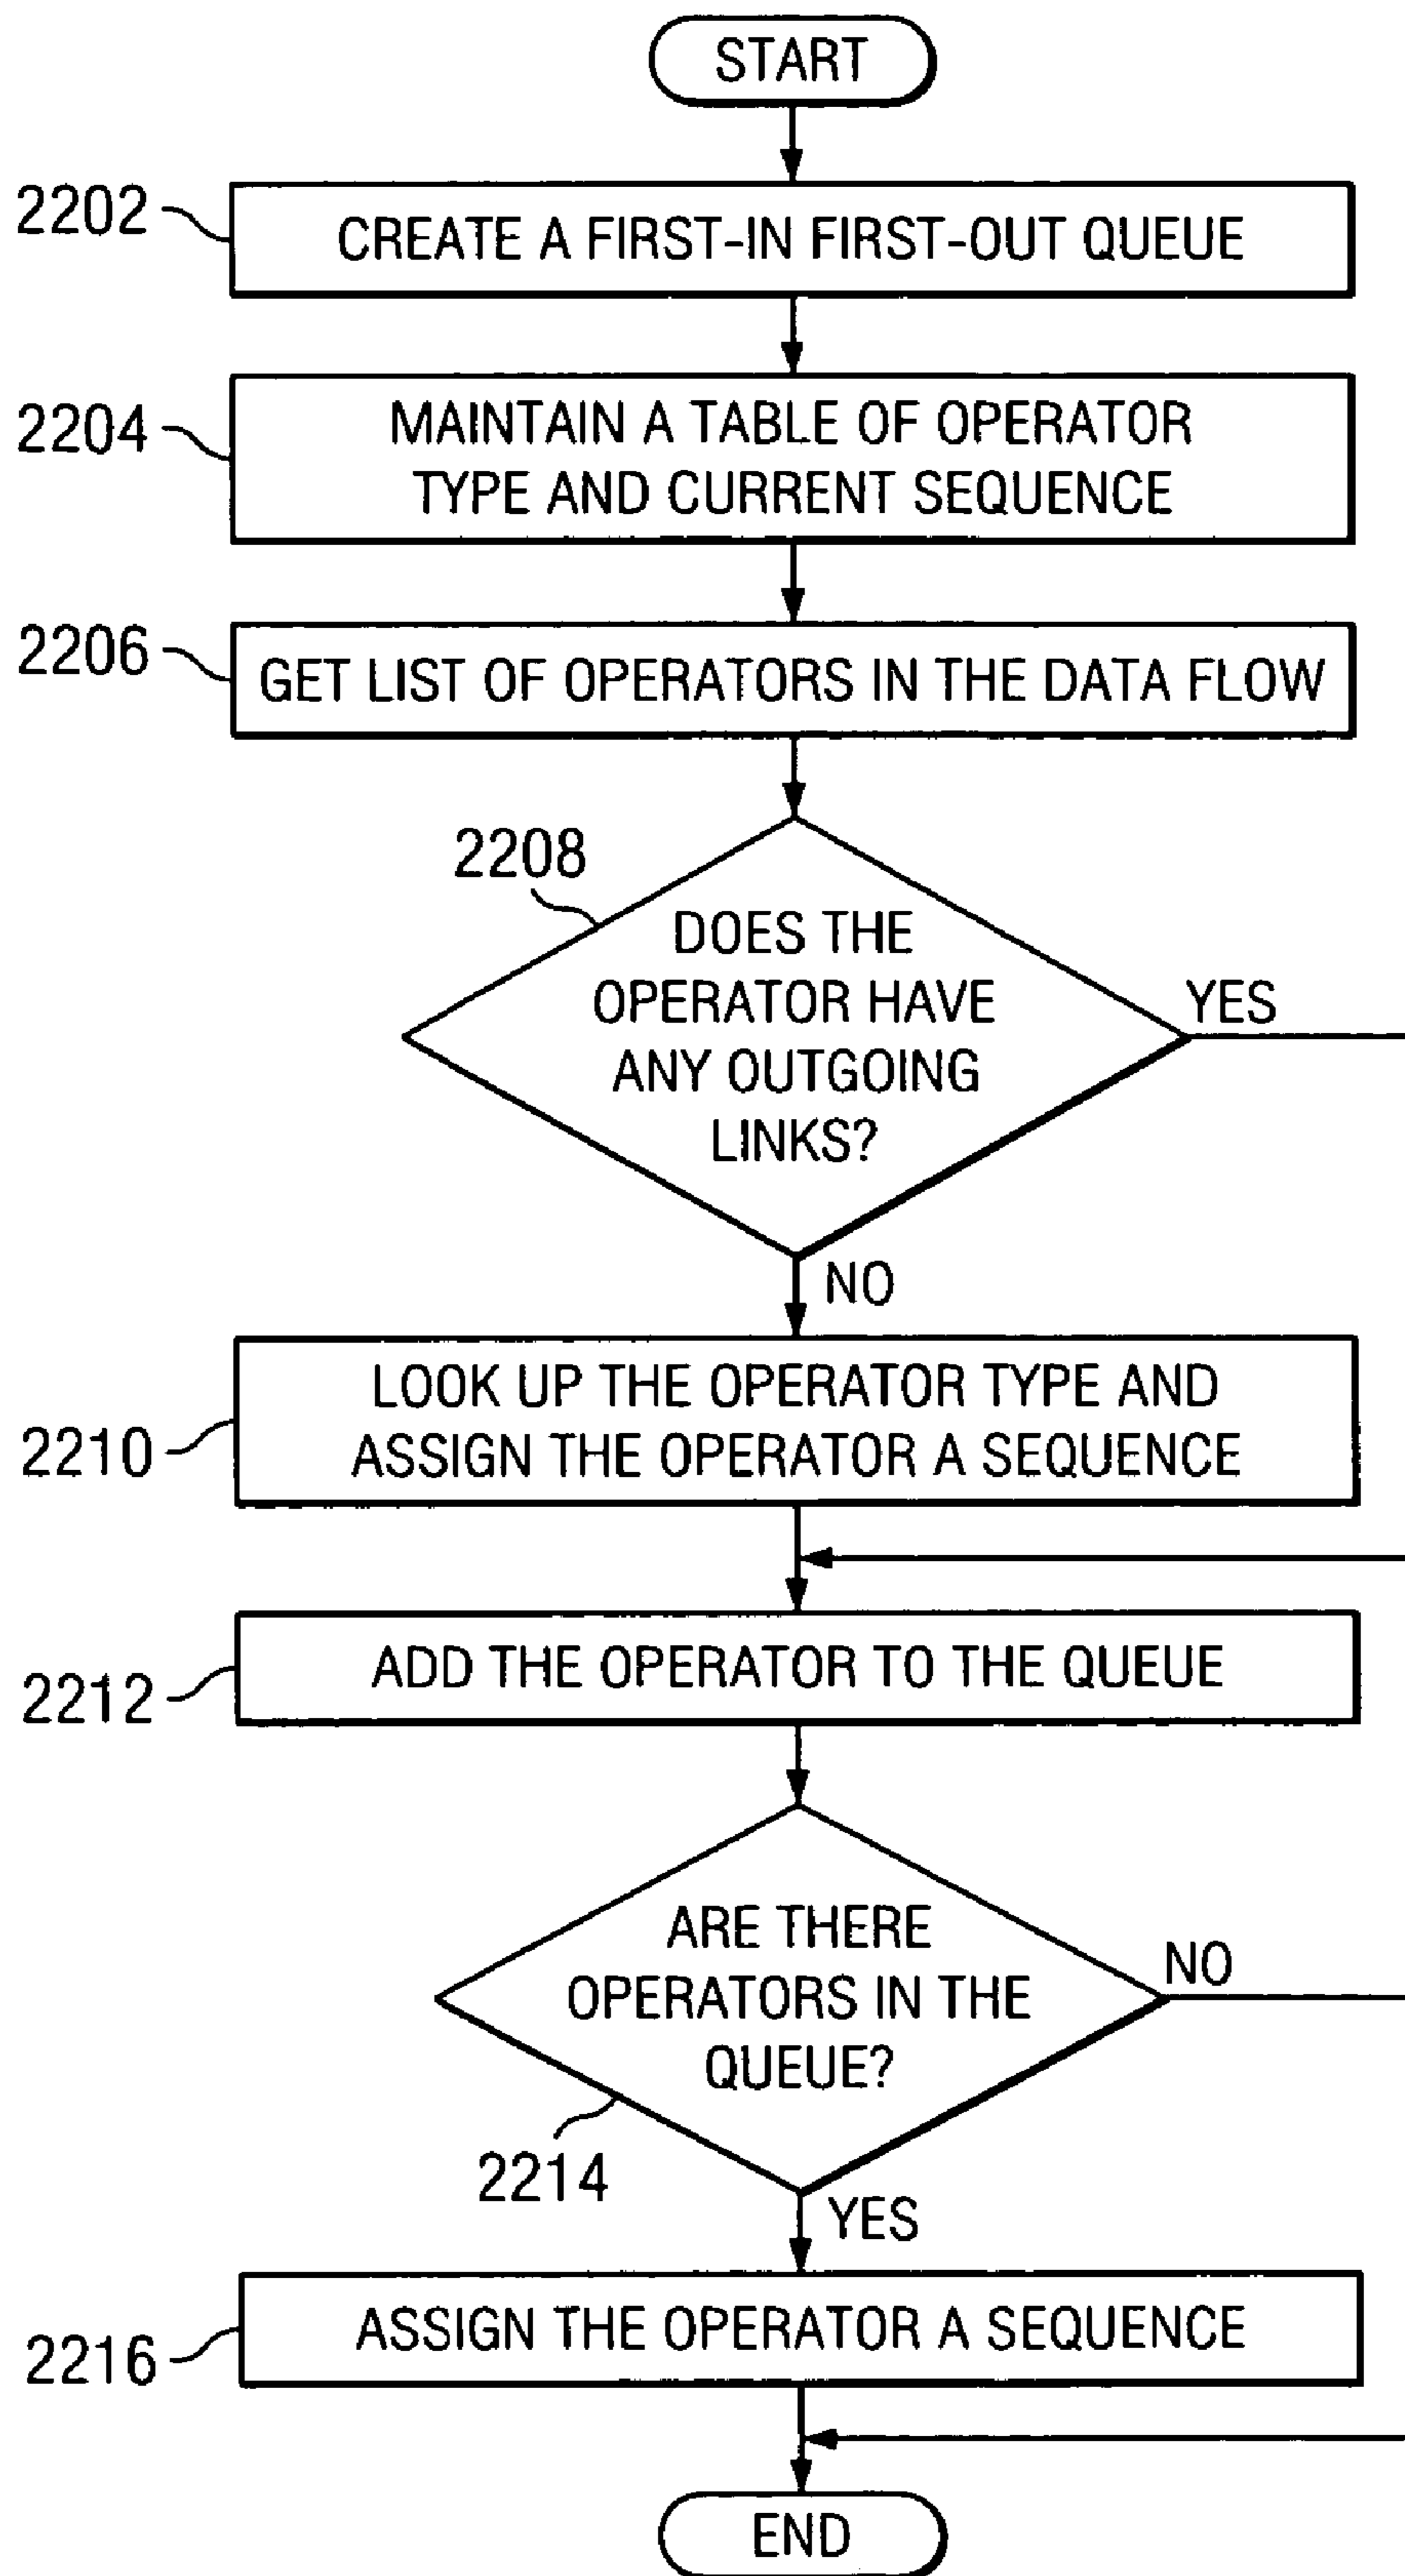 START
2202
CREATE A FIRST-IN FIRST-OUT QUEUE
2204
MAINTAIN A TABLE OF OPERATOR
TYPE AND CURRENT SEQUENCE
2206
GET LIST OF OPERATORS IN THE DATA FLOW
2208
DOES THE
OPERATOR HAVE
ANY OUTGOING
LINKS?
YES
NO
2210
LOOK UP THE OPERATOR TYPE AND
ASSIGN THE OPERATOR A SEQUENCE
2212
ADD THE OPERATOR TO THE QUEUE
ARE THERE
OPERATORS IN THE
QUEUE?
NO
2214
YES
2216
ASSIGN THE OPERATOR A SEQUENCE
END